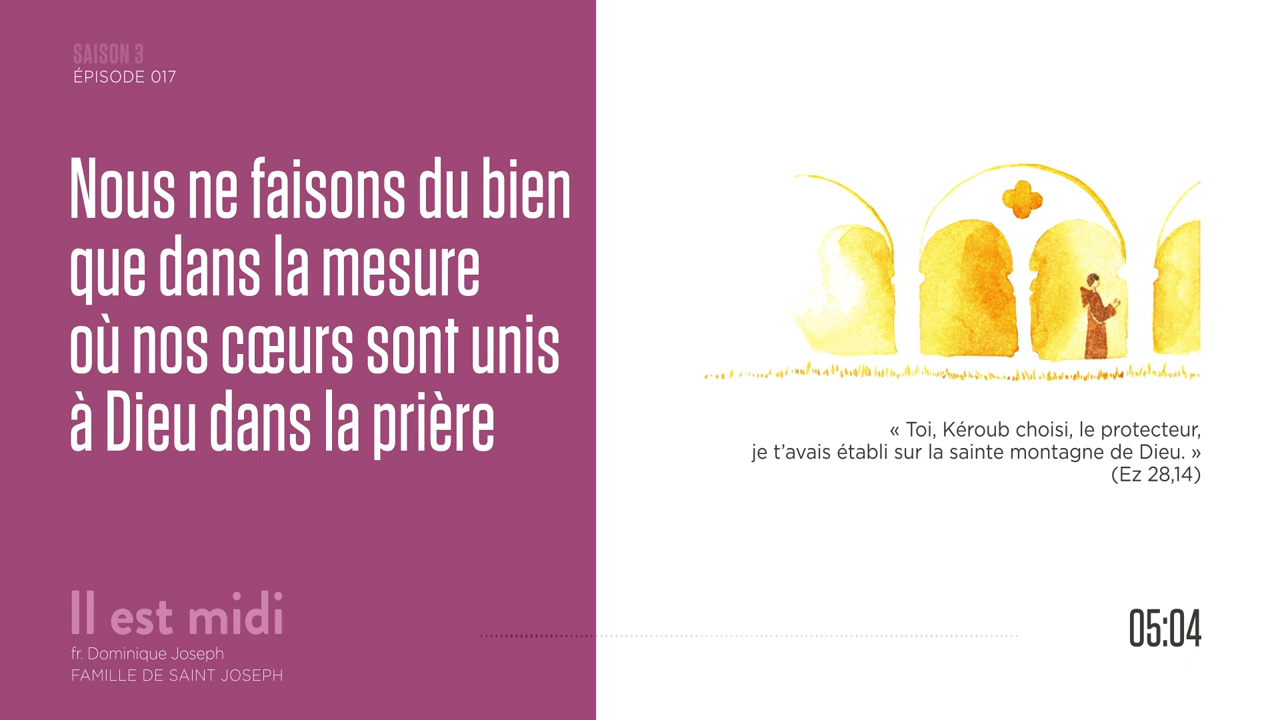 SAISON 3
ÉPISODE 017
Nous ne faisons du bien
que dans la mesure
où nos cœurs sont unis
à Dieu dans la prière
« Toi, Kéroub choisi, le protecteur,
je t’avais établi sur la sainte montagne de Dieu. »
(Ez 28,14)
Il est midi
fr. Dominique Joseph
FAMILLE DE SAINT JOSEPH
05:04